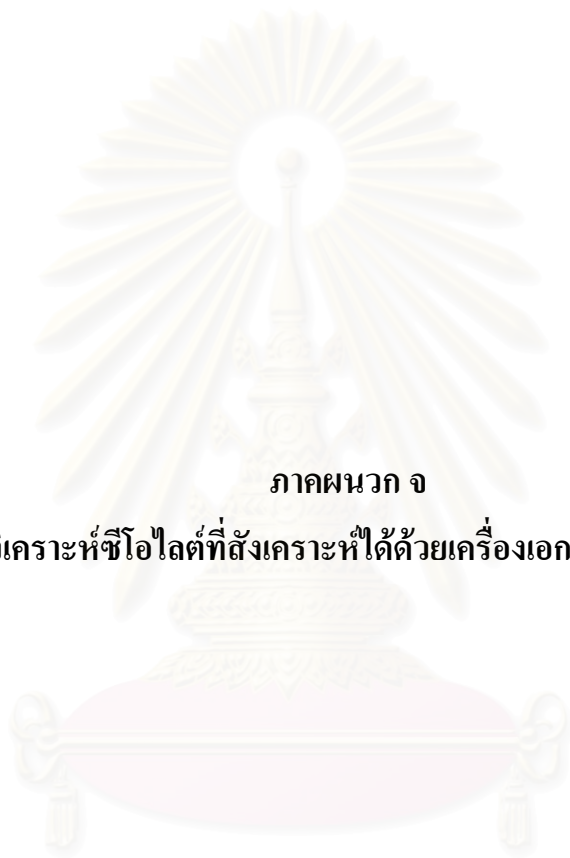 ภาคผนวก จ
วิเคราะห์ซีโอไลต์ที่สังเคราะห์ได้ด้วยเครื่องเอก